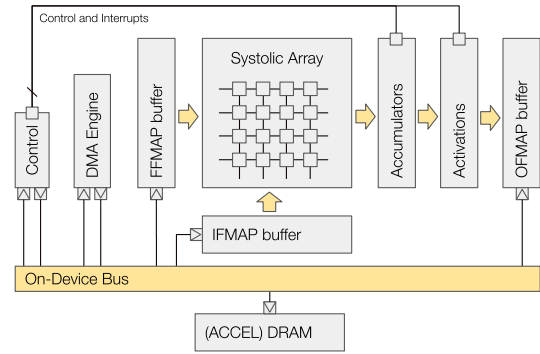 Control and Interrupts
Control
DMA Engine
FFMAP buffer
Systolic Array
Accumulators
Activations
OFMAP buffer
IFMAP buffer
On-Device Bus
(ACCEL) DRAM